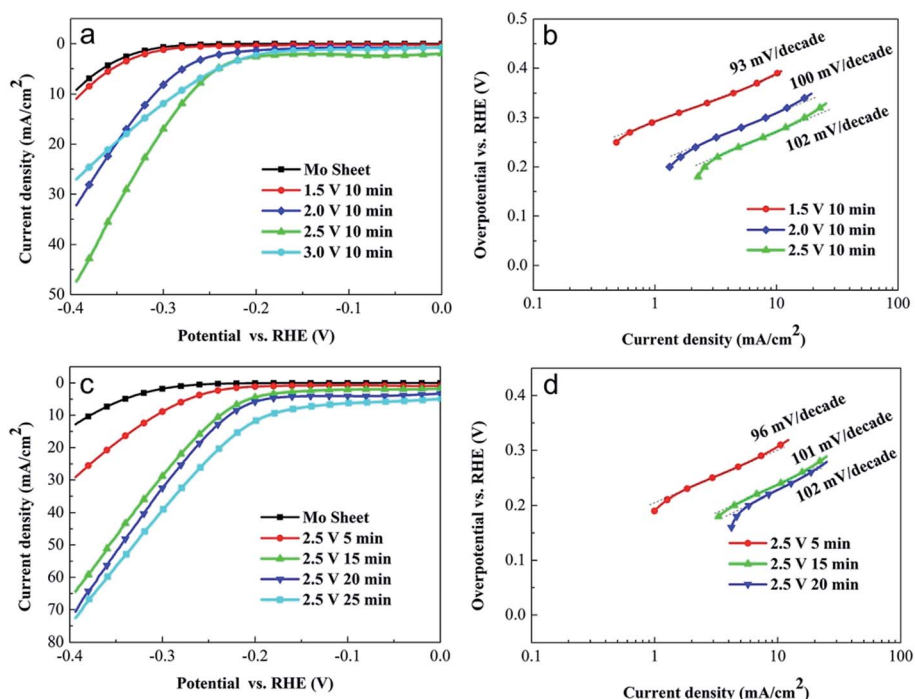 a
0
10
20
30
40
50
Current density (mA/cm²)
-0.4
-0.3
-0.2
-0.1
0.0
Potential vs. RHE (V)
Mo Sheet
1.5 V 10 min
2.0 V 10 min
2.5 V 10 min
3.0 V 10 min
b
0.5
0.4
0.3
0.2
0.1
0.0
Overpotential vs. RHE (V)
93 mV/decade
100 mV/decade
102 mV/decade
1.5 V 10 min
2.0 V 10 min
2.5 V 10 min
0.1
1
10
100
Current density (mA/cm²)
c
0
10
20
30
40
50
60
70
80
Current density (mA/cm²)
Mo Sheet
2.5 V 5 min
2.5 V 15 min
2.5 V 20 min
2.5 V 25 min
-0.4
-0.3
-0.2
-0.1
0.0
Potential vs. RHE (V)
d
0.4
0.3
0.2
0.1
0.0
Overpotential vs. RHE (V)
96 mV/decade
101 mV/decade
102 mV/decade
2.5 V 5 min
2.5 V 15 min
2.5 V 20 min
0.1
1
10
100
Current density (mA/cm²)